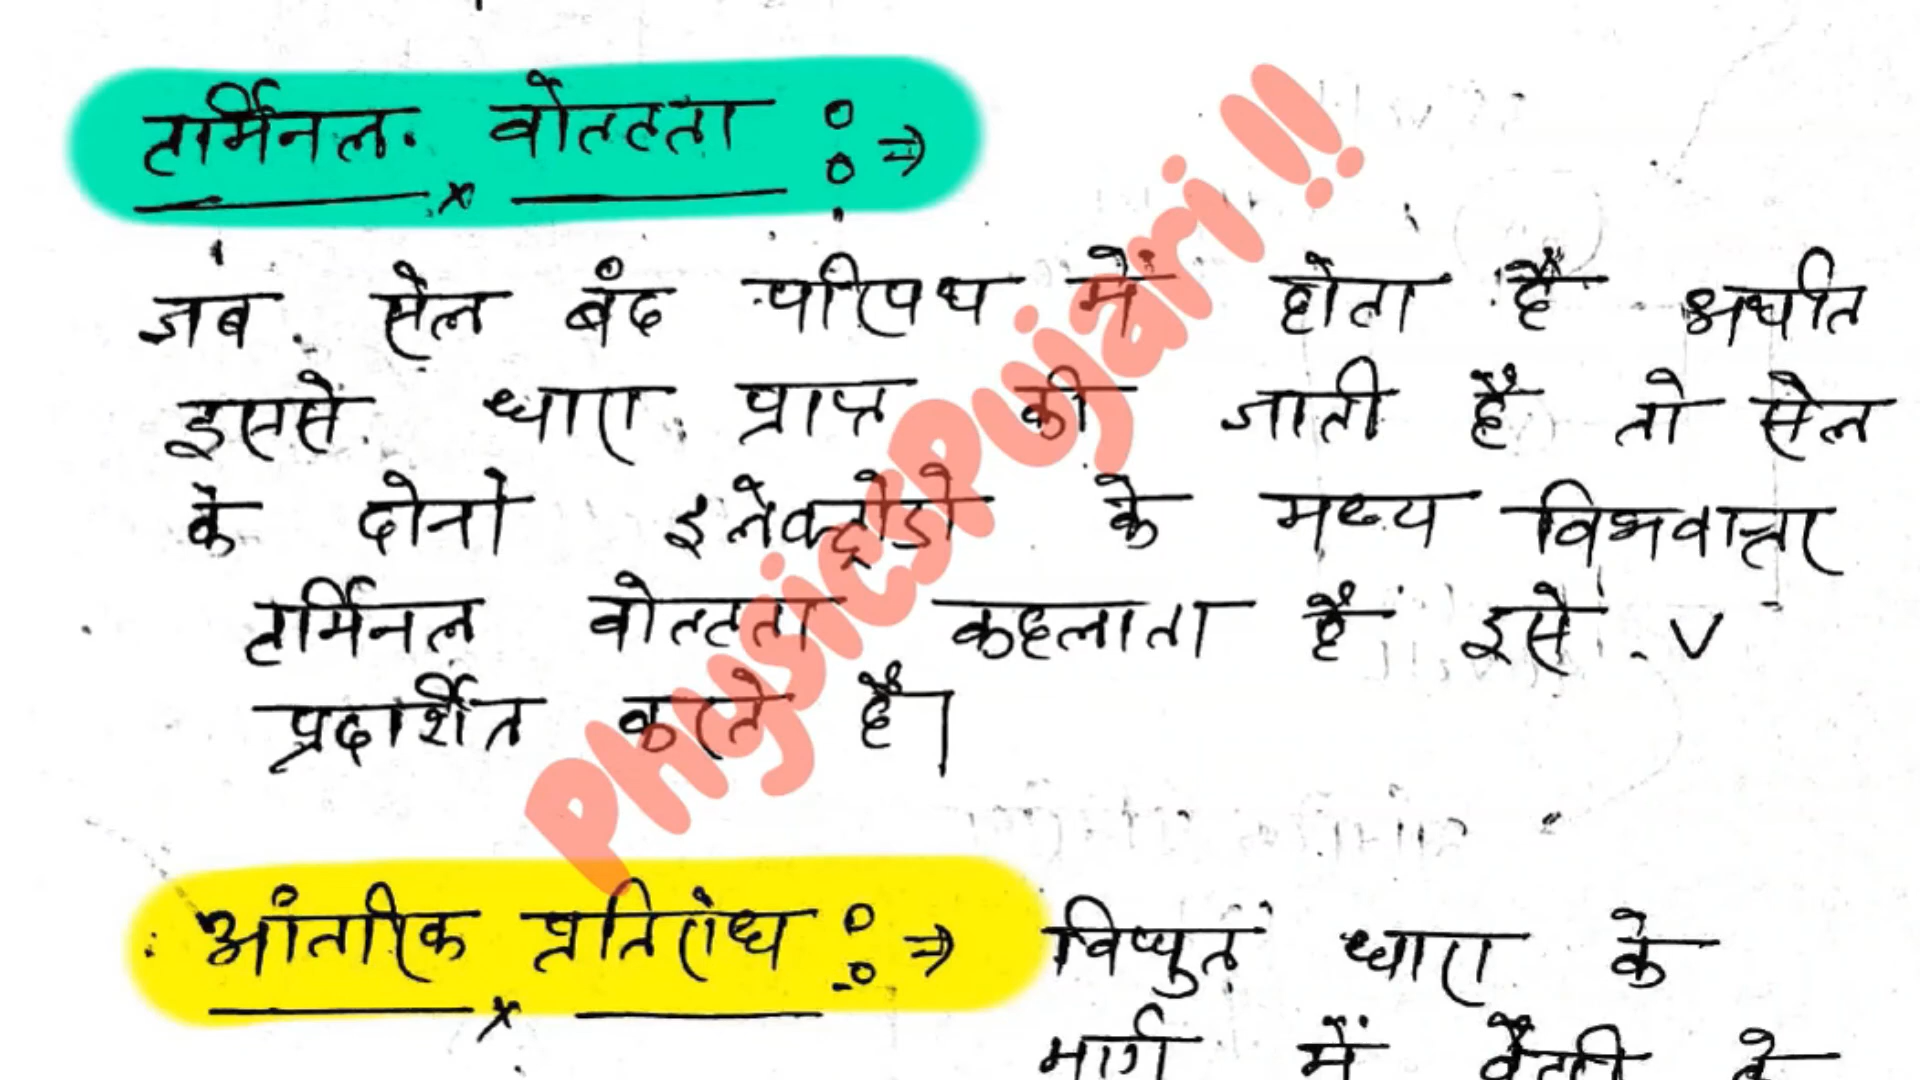 टर्मिनल वोल्टता :⇒
जब सेल बंद परिपथ में होता है अर्थात
इससे धारा प्राप्त की जाती है तो सेल
के दोनो इलेक्ट्रोडो के मध्य विभवान्तर
टर्मिनल वोल्टता कहलाता है इसे V
प्रदर्शित करते है।
PhysicsPujari !!
आंतरिक प्रतिरोध :⇒ विद्युत धारा के
मार्ग में बैटरी के